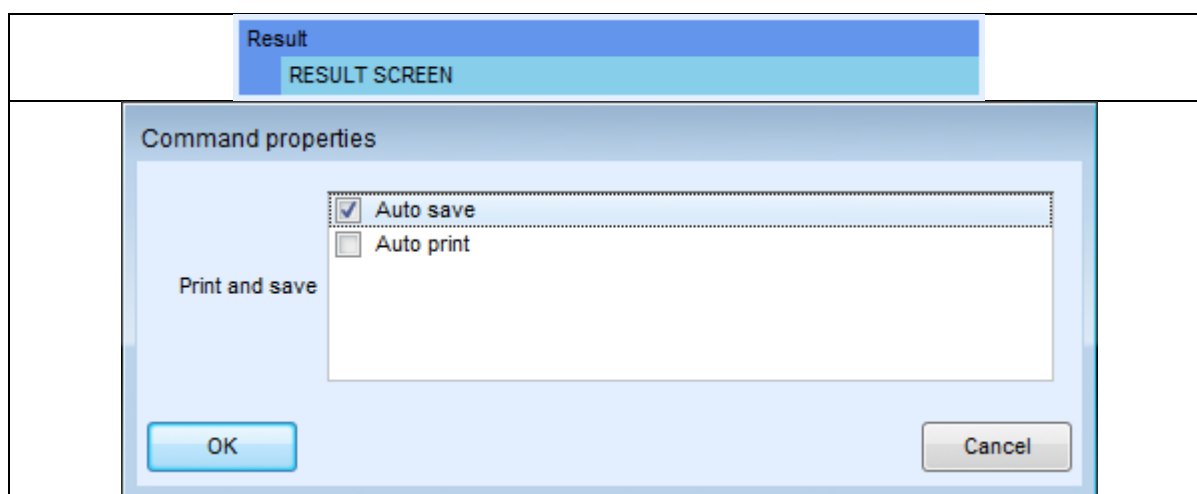 Result
RESULT SCREEN
Command properties
Auto save
Auto print
Print and save
OK
Cancel